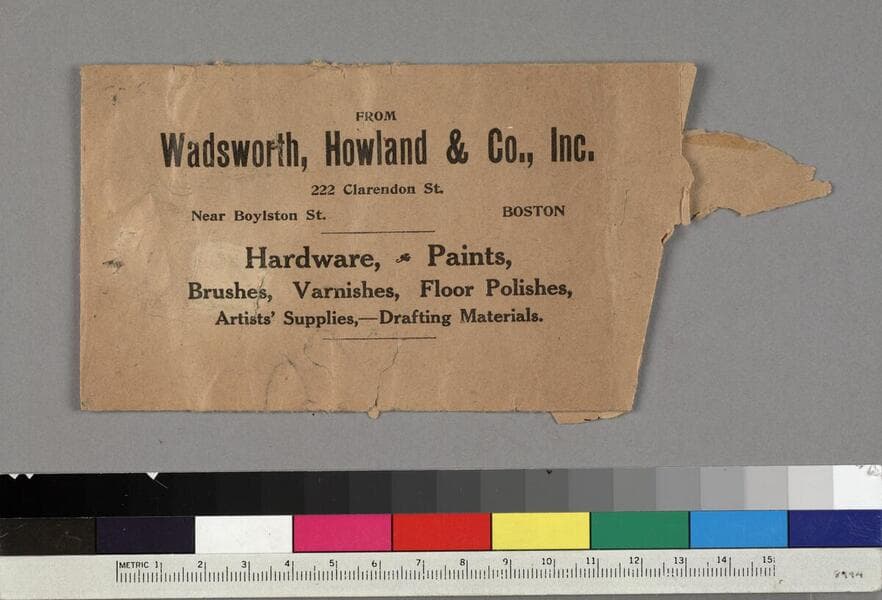 FROM
Wadsworth, Howland & Co., Inc.
222 Clarendon St.
Near Boylston St. BOSTON
Hardware, Paints,
Brushes, Varnishes, Floor Polishes,
Artists' Supplies,—Drafting Materials.
METRIC 1 2 3 4 5 6 7 8 9 10 11 12 13 14 15